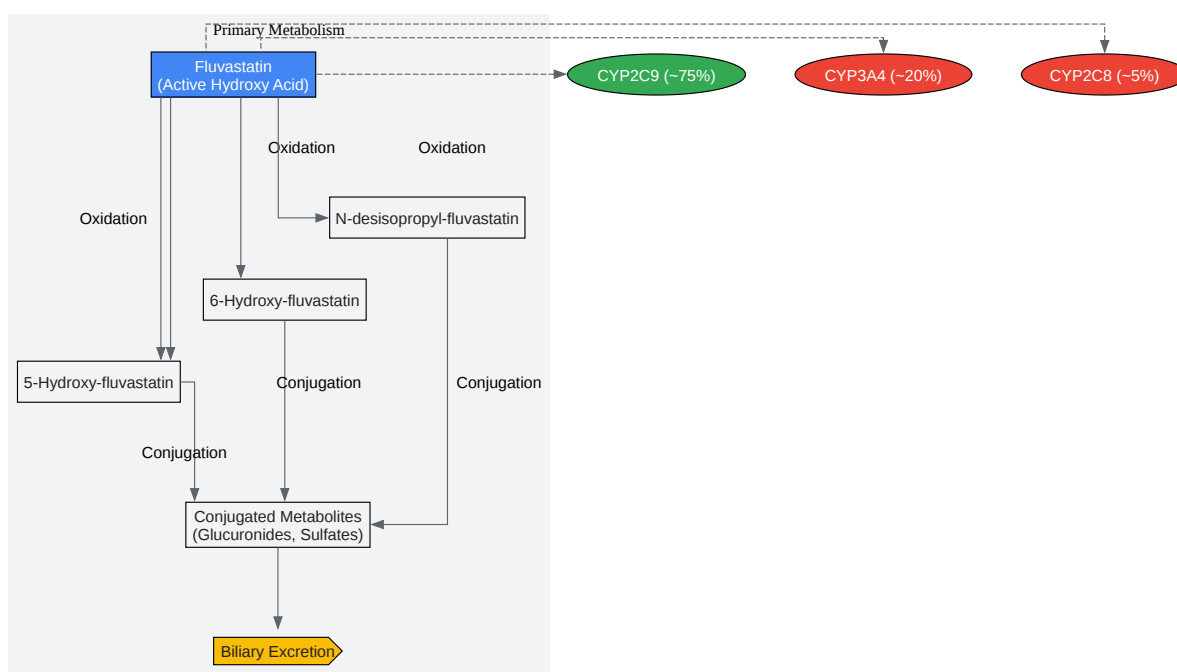 Primary Metabolism
Fluvastatin
(Active Hydroxy Acid)
CYP2C9 (~75%)
CYP3A4 (~20%)
CYP2C8 (~5%)
Oxidation
Oxidation
Oxidation
N-desisopropyl-fluvastatin
6-Hydroxy-fluvastatin
5-Hydroxy-fluvastatin
Conjugation
Conjugation
Conjugation
Conjugated Metabolites
(Glucuronides, Sulfates)
Biliary Excretion